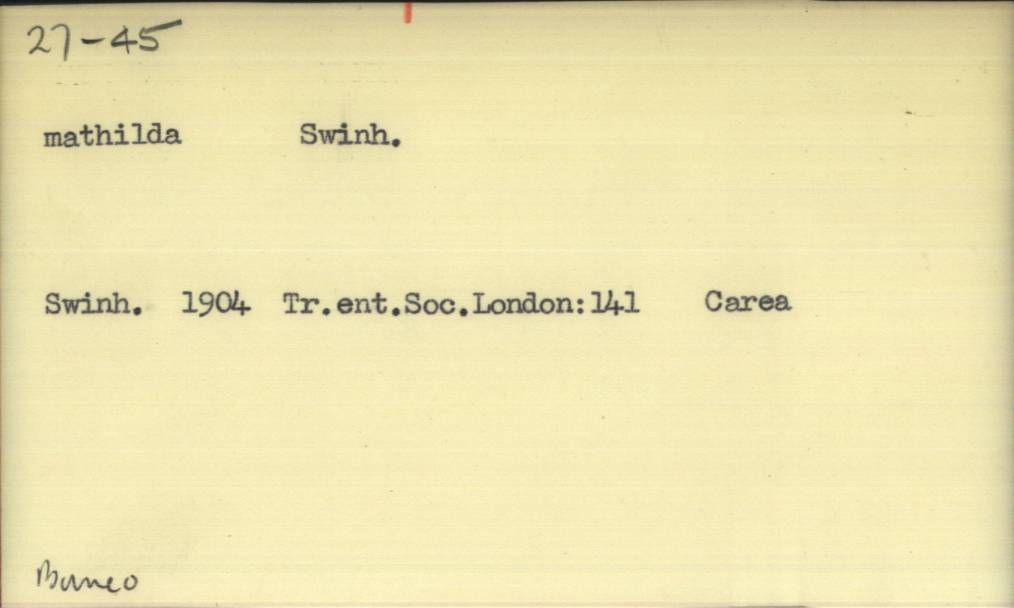 27-45
mathilda Swinh.
Swinh. 1904 Tr.ent.Soc.London:141 Carea
Borneo